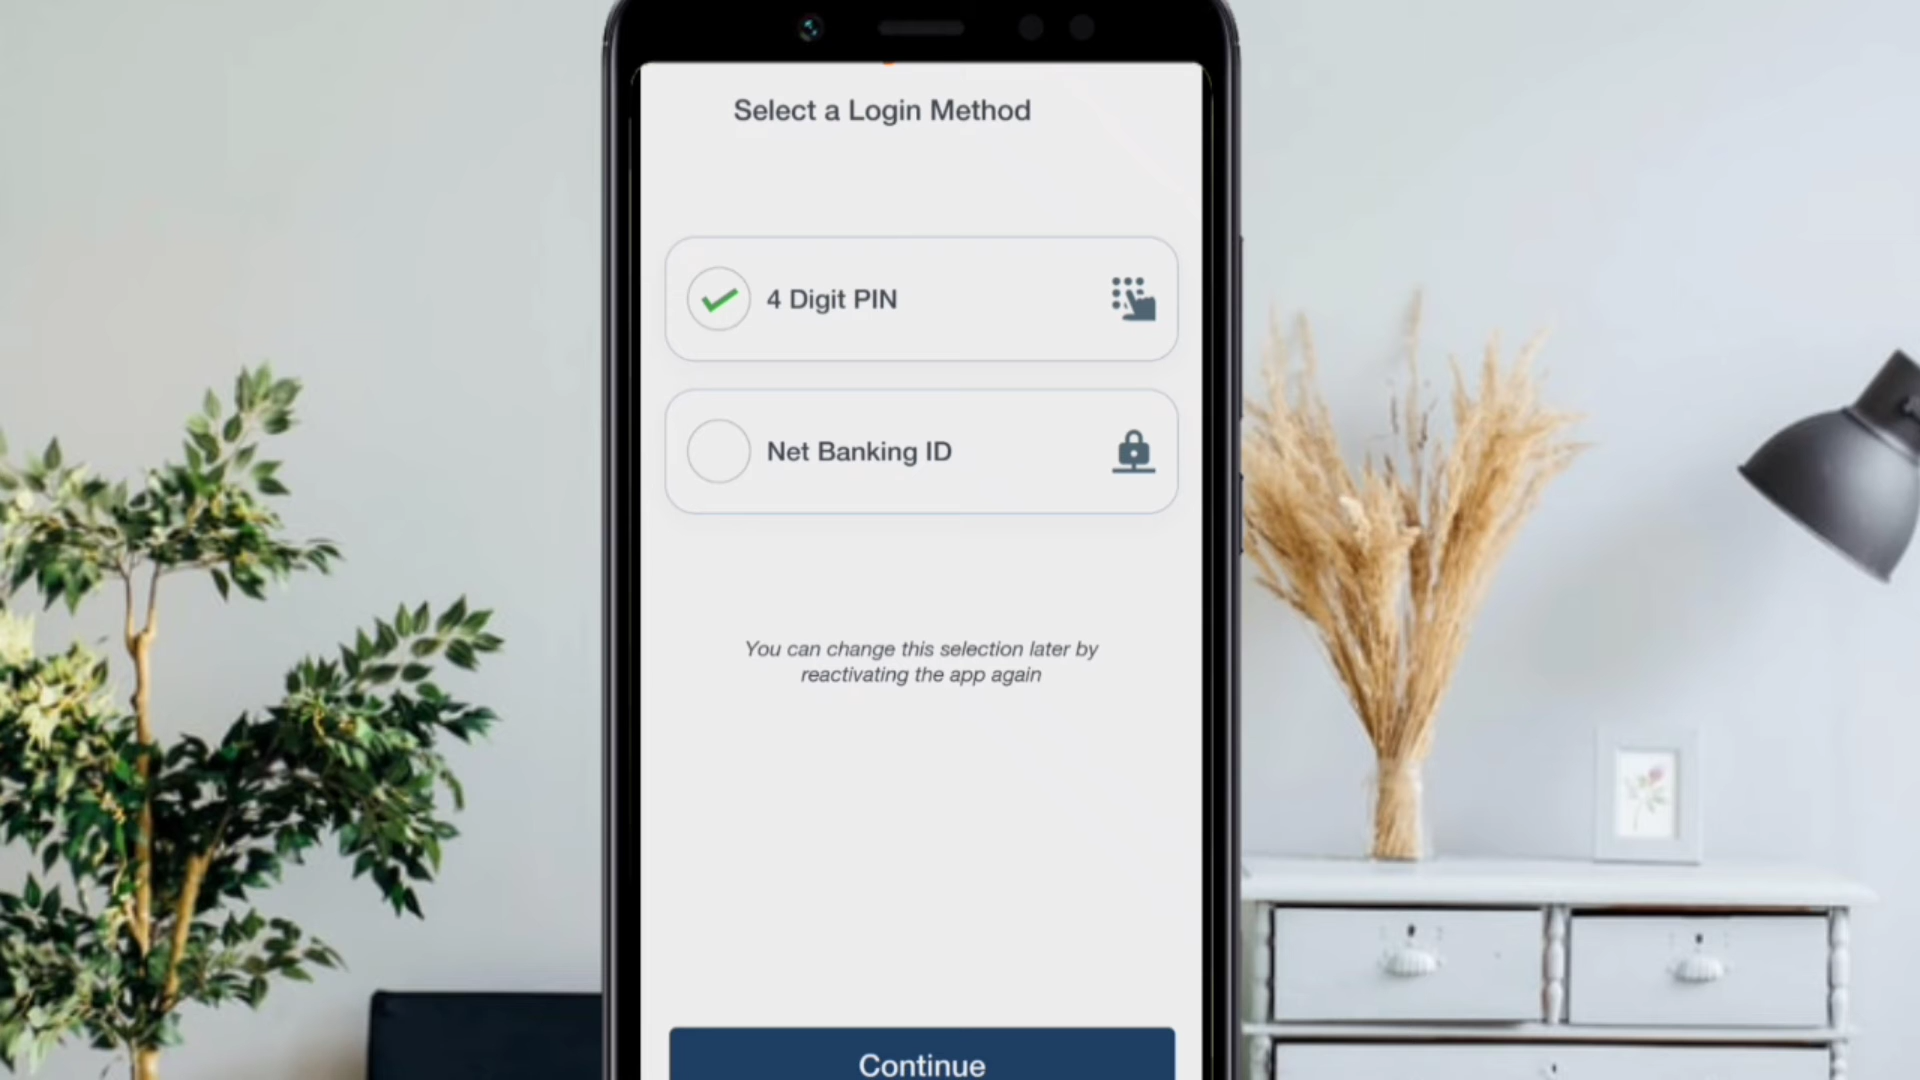 Select a Login Method
4 Digit PIN
Net Banking ID
You can change this selection later by
reactivating the app again
Continue